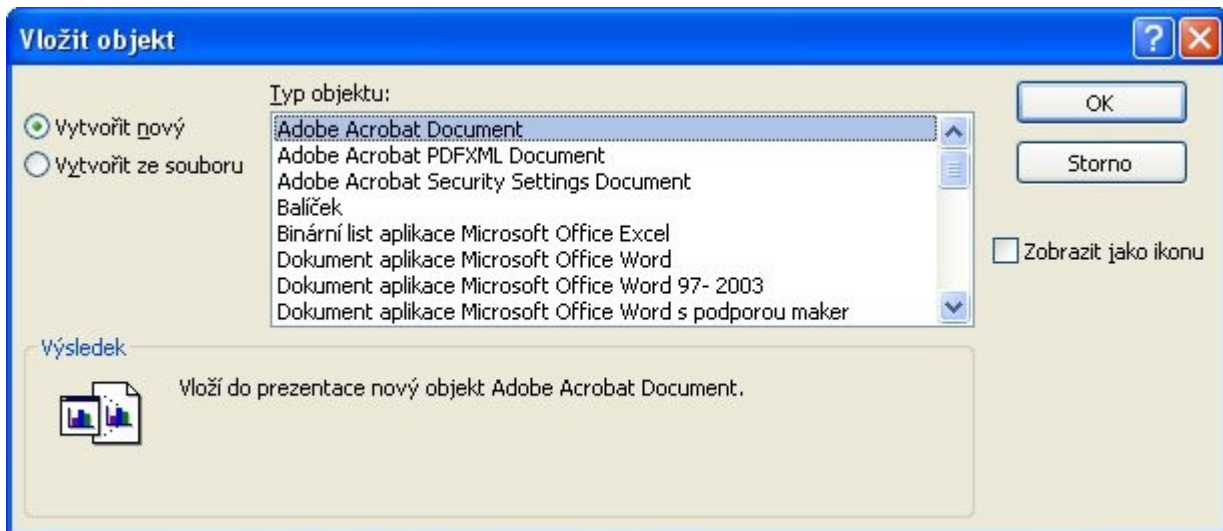 Vložit objekt
Typ objektu:
Vytvořit nový
Vytvořit ze souboru
Adobe Acrobat Document
Adobe Acrobat PDFXML Document
Adobe Acrobat Security Settings Document
Balíček
Binární list aplikace Microsoft Office Excel
Dokument aplikace Microsoft Office Word
Dokument aplikace Microsoft Office Word 97- 2003
Dokument aplikace Microsoft Office Word s podporou maker
OK
Storno
Zobrazit jako ikonu
Výsledek
Vloží do prezentace nový objekt Adobe Acrobat Document.